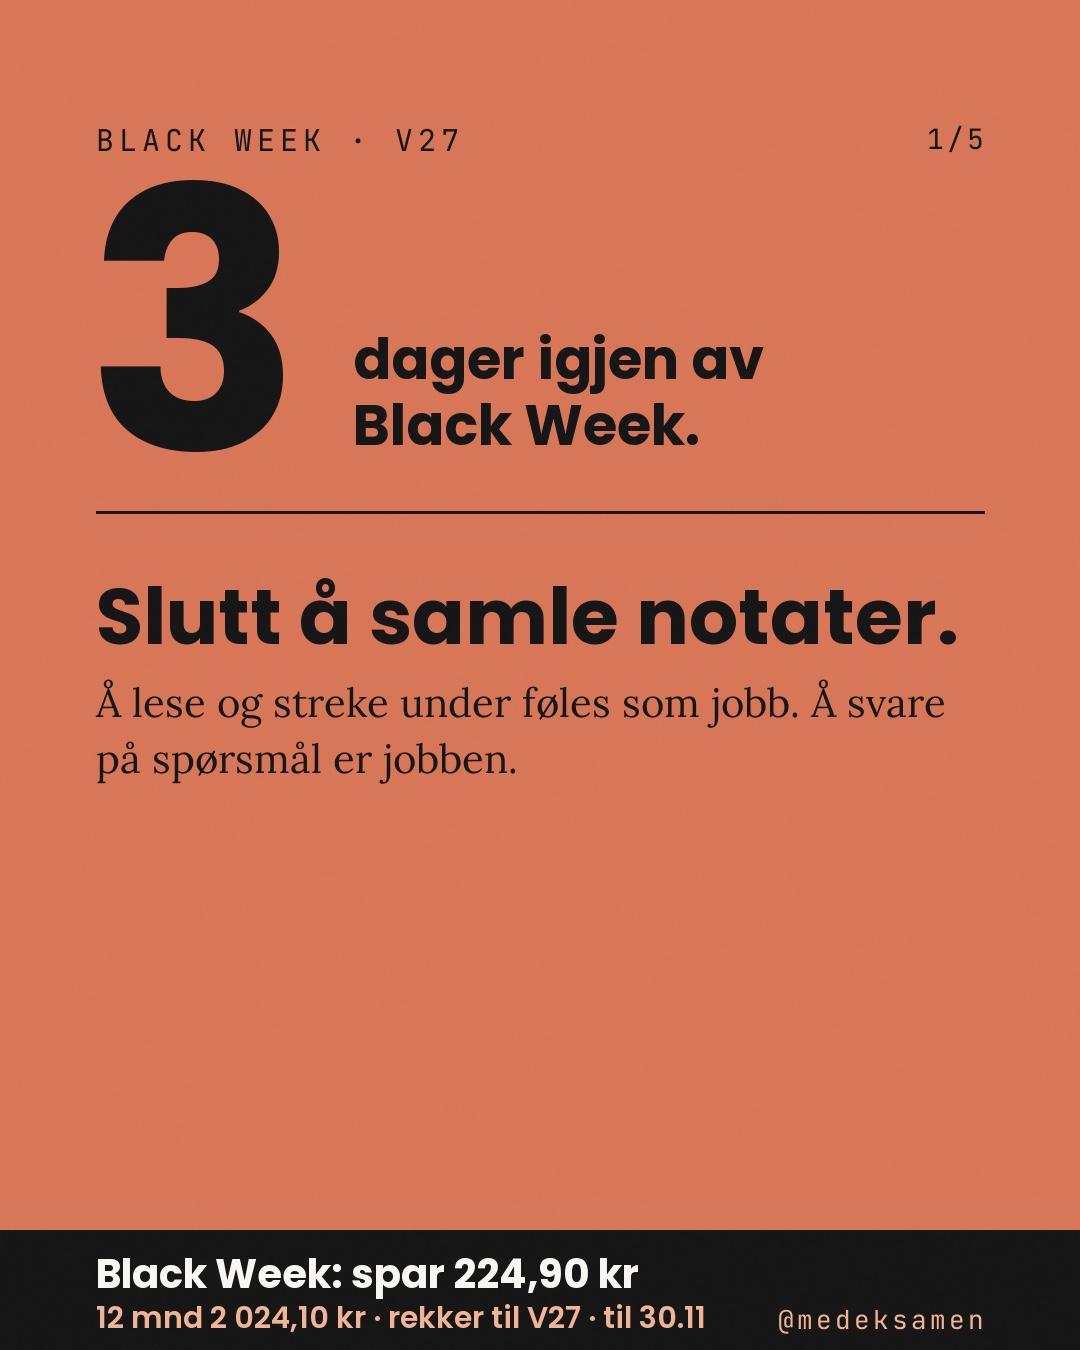 BLACK WEEK · V27
1/5
3
dager igjen av
Black Week.
Slutt å samle notater.
Å lese og streke under føles som jobb. Å svare
på spørsmål er jobben.
Black Week: spar 224,90 kr
12 mnd 2 024,10 kr · rekker til V27 · til 30.11
@medeksamen